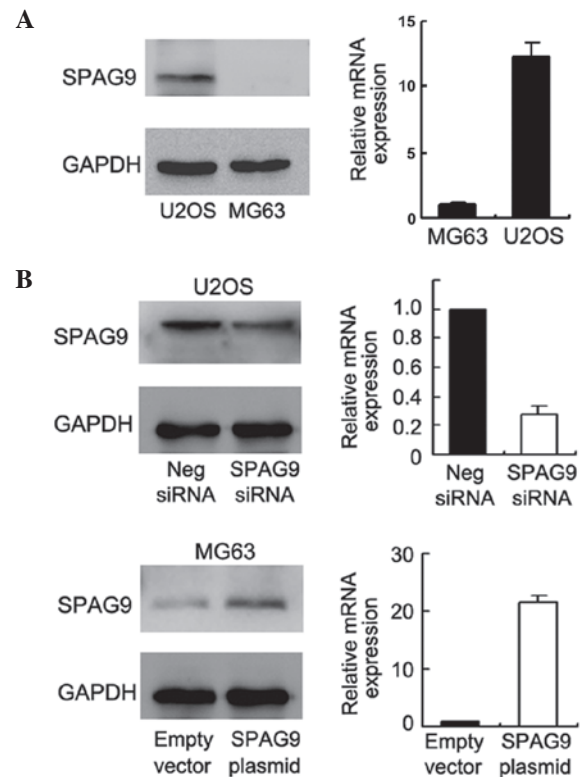 A
SPAG9
GAPDH
U2OS MG63
Relative mRNA
expression
15
10
5
0
MG63 U2OS
B
U2OS
SPAG9
GAPDH
Neg
siRNA
SPAG9
siRNA
Relative mRNA
expression
1.0
0.8
0.6
0.4
0.2
0
Neg
siRNA
SPAG9
siRNA
MG63
SPAG9
GAPDH
Empty
vector
SPAG9
plasmid
Relative mRNA
expression
30
20
10
0
Empty
vector
SPAG9
plasmid